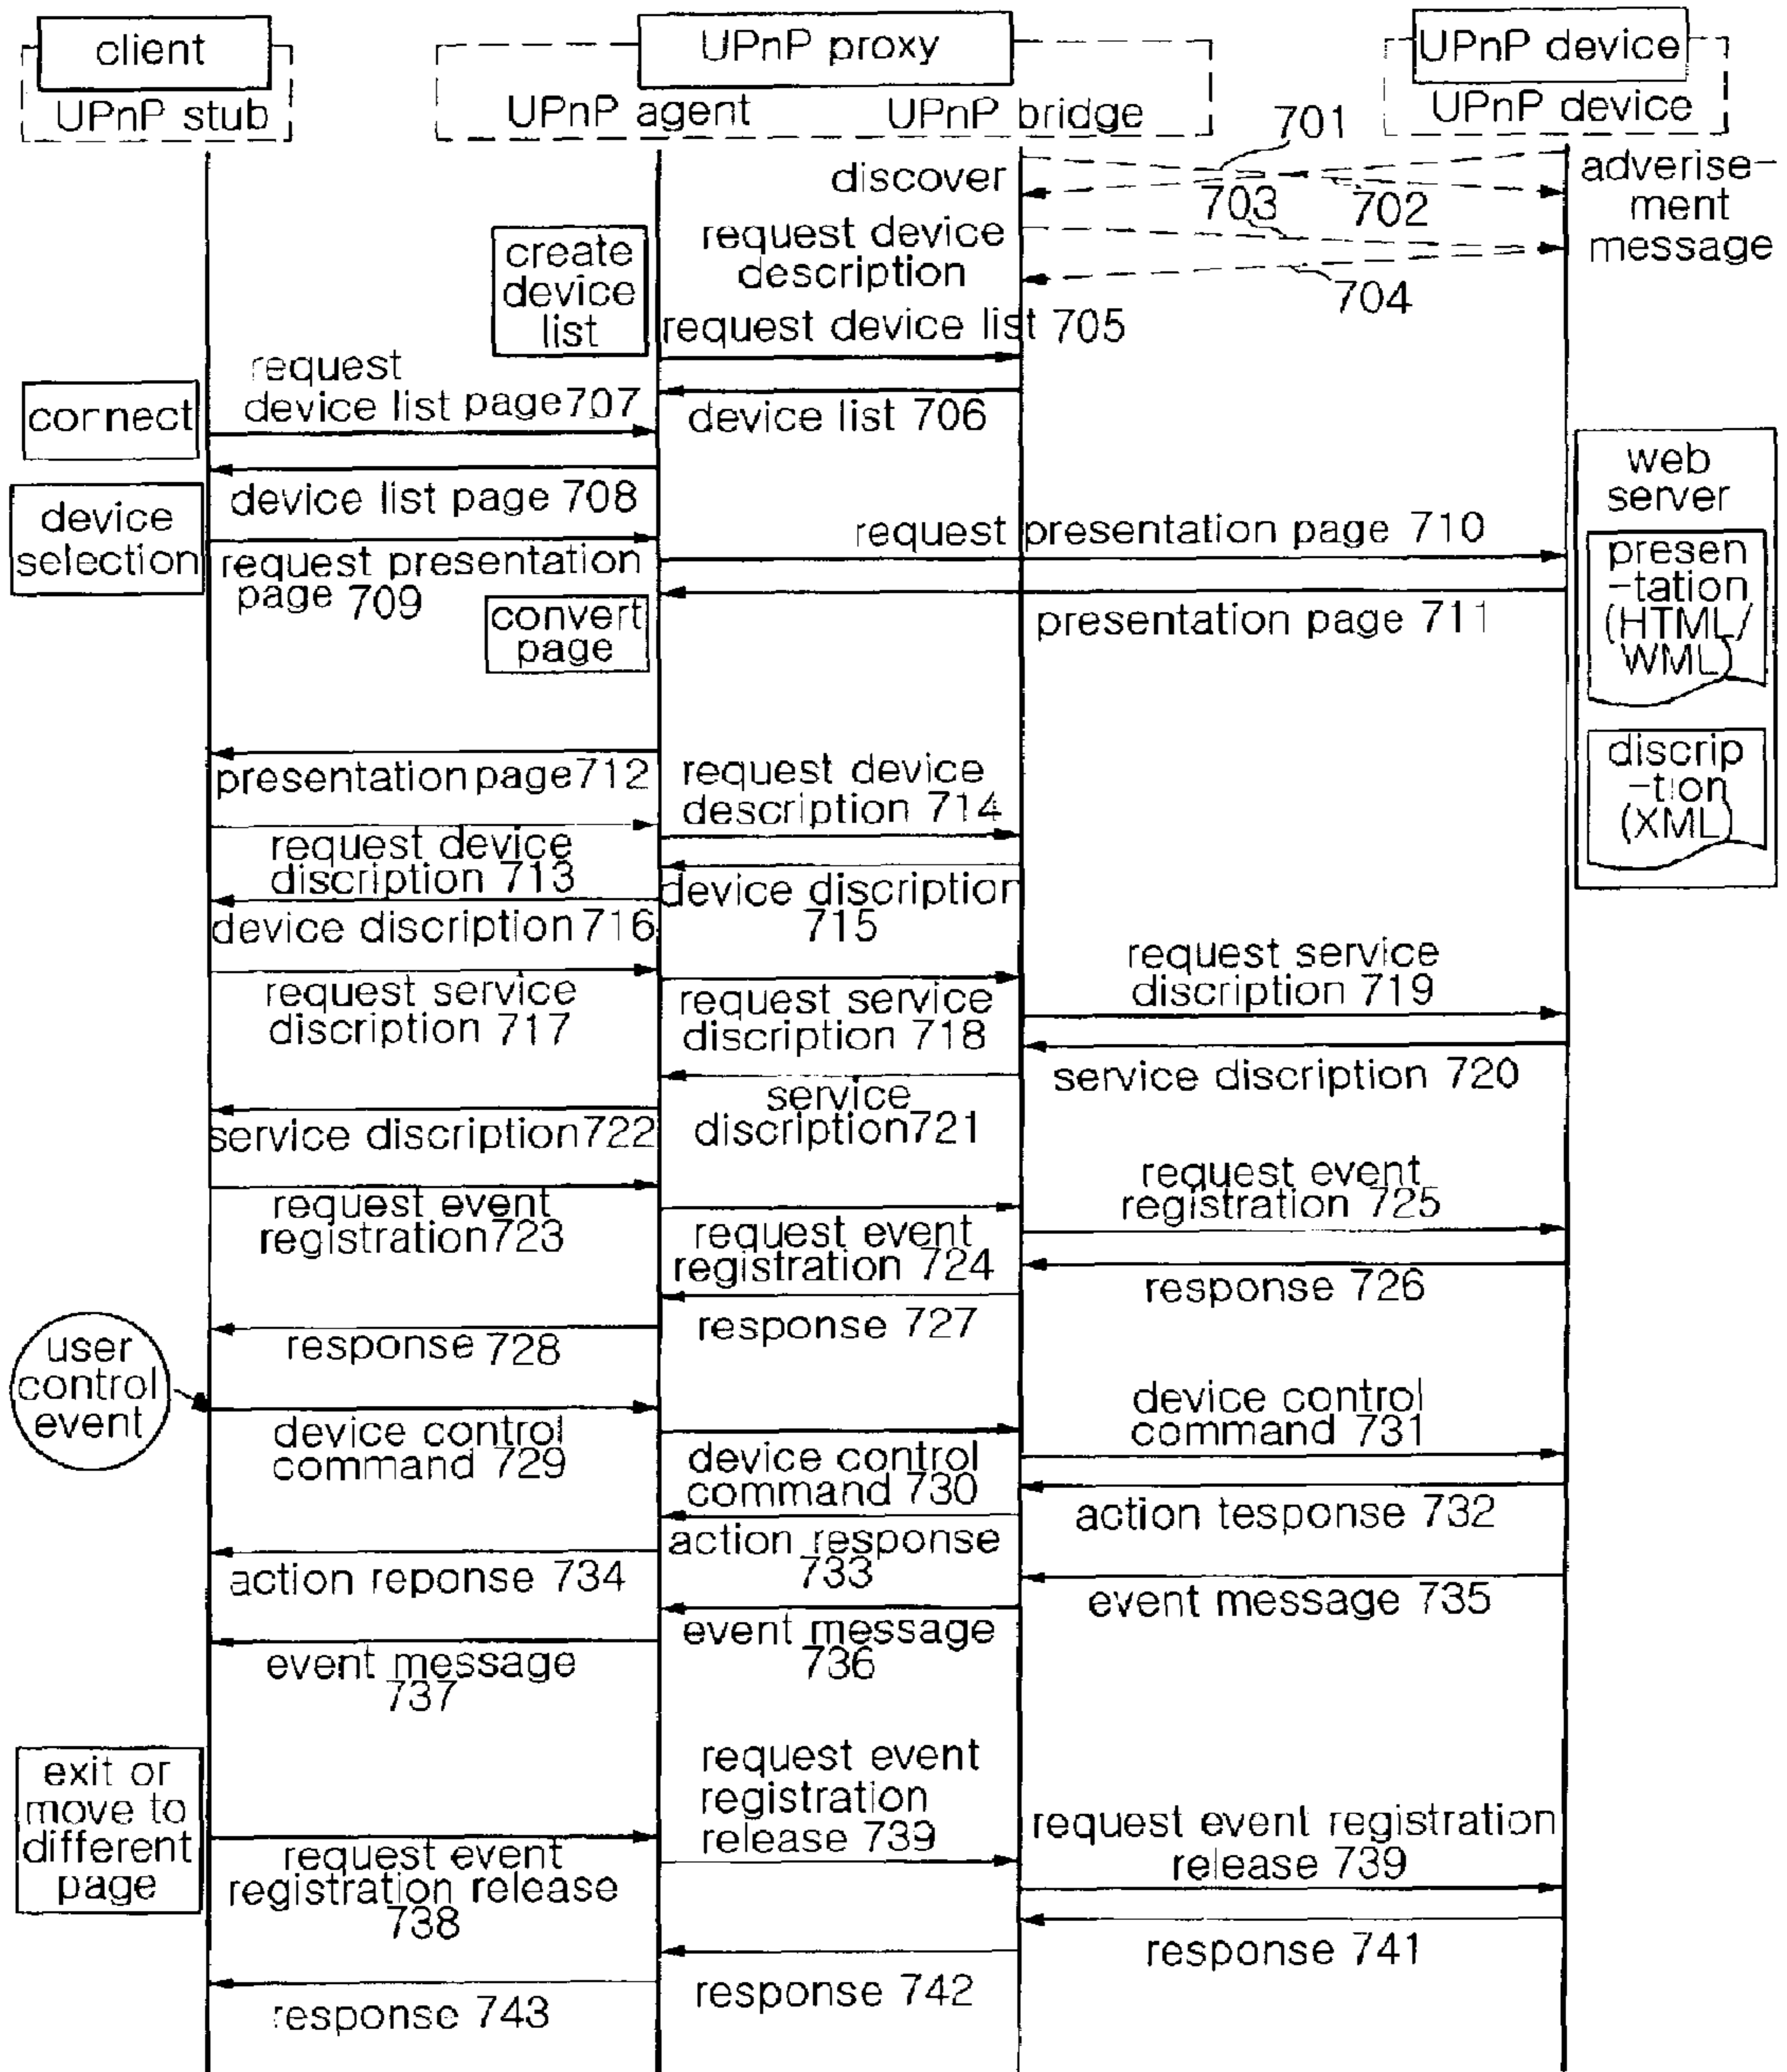 client
UPnP proxy
UPnP device
UPnP stub
UPnP agent
UPnP bridge
UPnP device
701
discover
adverise-
ment
message
703
702
request device
description
704
create
device
list
request device list 705
request
device list page 707
connect
device list 706
device list page 708
device
selection
request presentation page 710
request presentation
page 709
convert
page
presentation page 711
web
server
presen
-tation
(HTML/
WML)
discrip
-tion
(XML)
presentation page 712
request device
description 714
request device
discription 713
device discription
715
device discription 716
request service
discription 717
request service
discription 718
request service
discription 719
service discription 720
service
discription721
service discription722
request event
registration723
request event
registration 724
request event
registration 725
response 726
response 727
response 728
user
control
event
device control
command 729
device control
command 730
device control
command 731
action tesponse 732
action response
733
action reponse 734
event message 735
event message
736
event message
737
exit or
move to
different
page
request event
registration release
738
request event
registration
release 739
request event registration
release 739
response 741
response 742
response 743